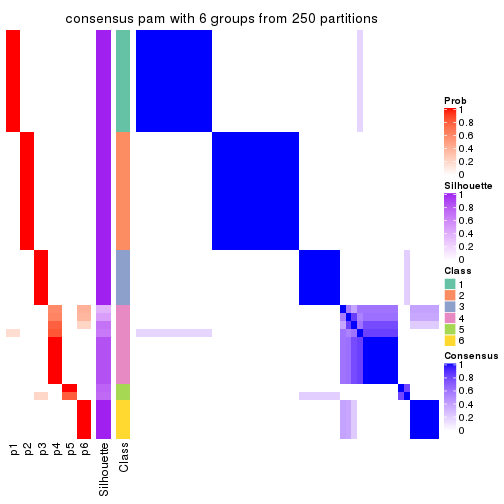 consensus pam with 6 groups from 250 partitions
Prob
1
0.8
0.6
0.4
0.2
0
Silhouette
1
0.8
0.6
0.4
0.2
0
Class
1
2
3
4
5
6
Consensus
1
0.8
0.6
0.4
0.2
0
p1
p2
p3
p4
p5
p6
Silhouette
Class